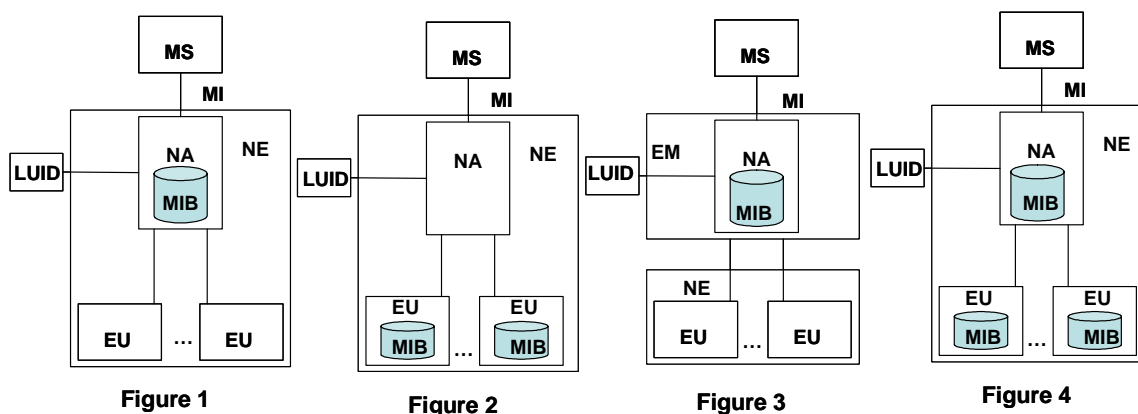 MS
MI
NA
NE
LUID
MIB
EU
...
EU
Figure 1
MS
MI
NA
NE
LUID
EU
MIB
...
EU
MIB
Figure 2
MS
MI
EM
NA
LUID
MIB
NE
EU
...
EU
Figure 3
MS
MI
NA
NE
LUID
MIB
EU
MIB
...
EU
MIB
Figure 4